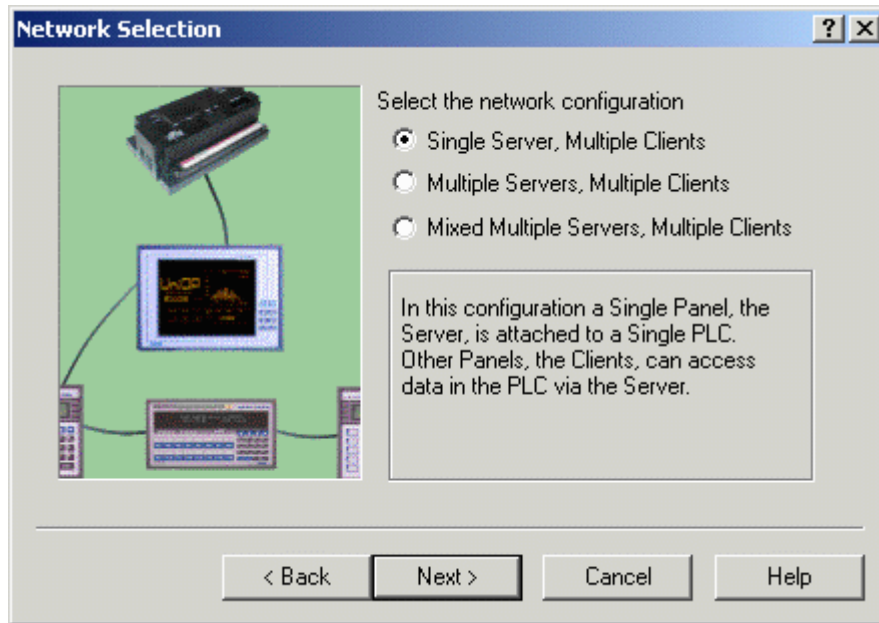 Network Selection
Select the network configuration
Single Server, Multiple Clients
Multiple Servers, Multiple Clients
Mixed Multiple Servers, Multiple Clients
UniOP
In this configuration a Single Panel, the
Server, is attached to a Single PLC.
Other Panels, the Clients, can access
data in the PLC via the Server.
< Back
Next >
Cancel
Help